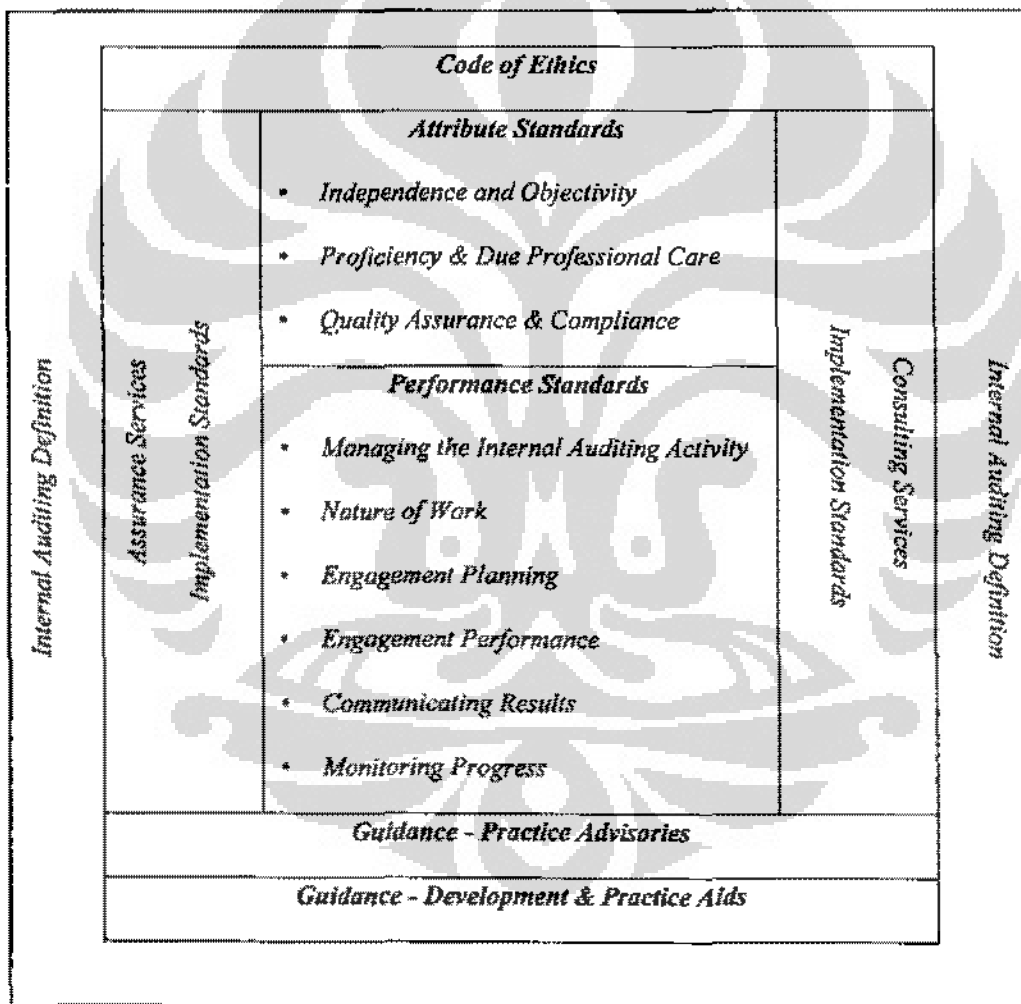 Code of Ethics
Attribute Standards
• Independence and Objectivity
• Proficiency & Due Professional Care
• Quality Assurance & Compliance
Performance Standards
• Managing the Internal Auditing Activity
• Nature of Work
• Engagement Planning
• Engagement Performance
• Communicating Results
• Monitoring Progress
Internal Auditing Definition
Assurance Services
Implementation Standards
Implementation Standards
Consulting Services
Internal Auditing Definition
Guidance - Practice Advisories
Guidance - Development & Practice Aids